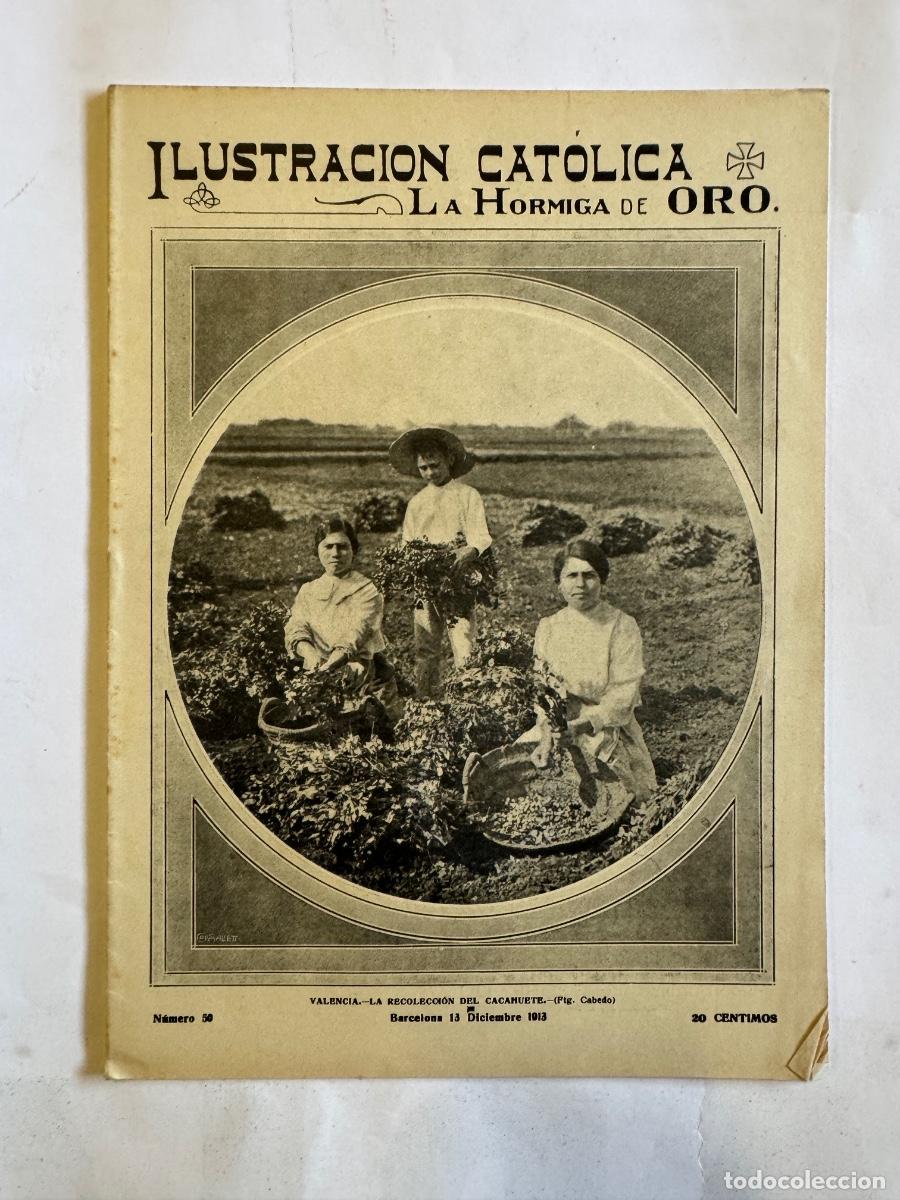 ILUSTRACION CATÓLICA
LA HORMIGA DE ORO.
VALENCIA.—LA RECOLECCIÓN DEL CACAHUETE.—(Ftg. Cabedo)
Número 50 Barcelona 13 Diciembre 1913 20 CENTIMOS
todocoleccion